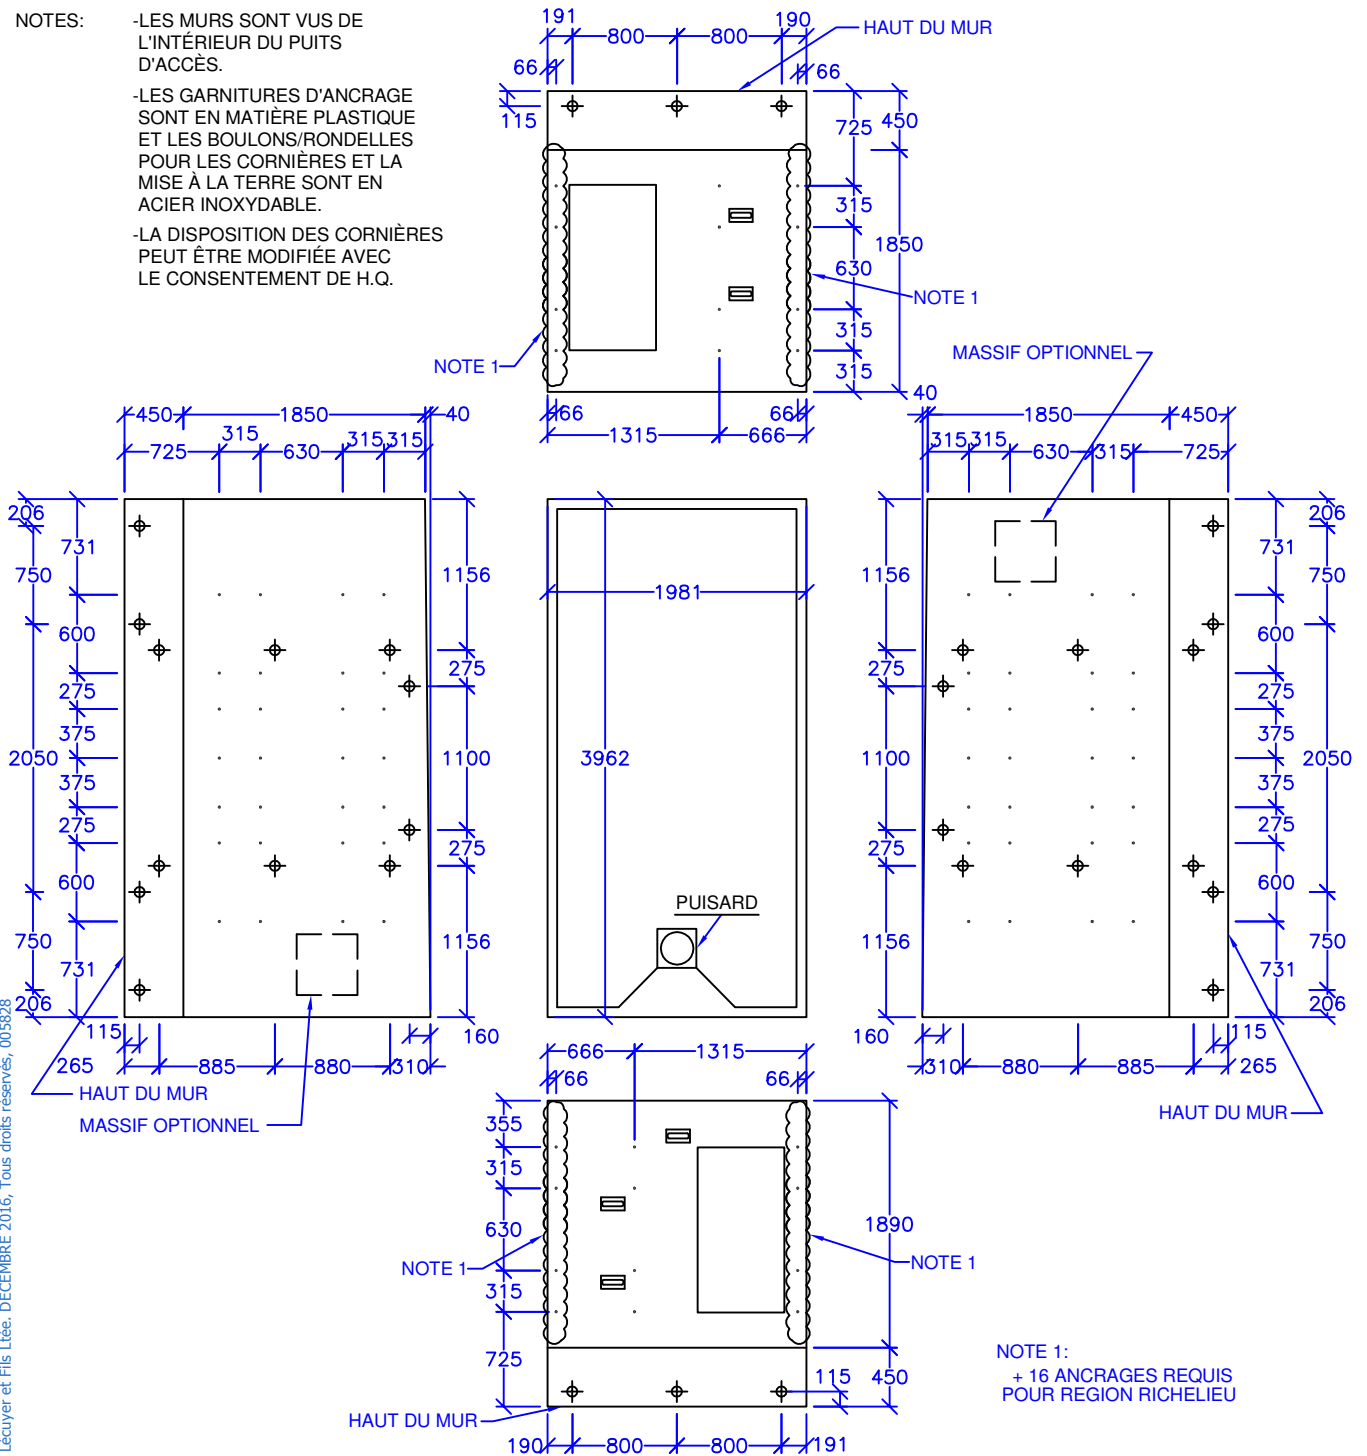 NOTES:
-LES MURS SONT VUS DE
L'INTÉRIEUR DU PUITS
D'ACCÈS.
-LES GARNITURES D'ANCRAGE
SONT EN MATIÈRE PLASTIQUE
ET LES BOULONS/RONDELLES
POUR LES CORNIÈRES ET LA
MISE À LA TERRE SONT EN
ACIER INOXYDABLE.
-LA DISPOSITION DES CORNIÈRES
PEUT ÊTRE MODIFIÉE AVEC
LE CONSENTEMENT DE H.Q.
191 800 800 190
HAUT DU MUR
66 66
115
725 450
315
1850
630
NOTE 1
315
NOTE 1
315
40
66 66
1315 666
MASSIF OPTIONNEL
450 1850 40
315 315 315
725 630
1850 450
315 315 630 315 725
206
731
750
600
275
375
2050
375
275
600
750
731
206
1156
275
1100
275
1156
115
160
265 885 880 310
HAUT DU MUR
MASSIF OPTIONNEL
1981
3962
PUISARD
1156
275
1100
275
1156
206
731
750
600
275
375
2050
375
275
600
750
731
206
160
115
310 880 885 265
HAUT DU MUR
666 1315
66 66
355
315
630
1890
NOTE 1
NOTE 1
315
725
115 450
HAUT DU MUR
190 800 800 191
NOTE 1:
+ 16 ANCRAGES REQUIS
POUR REGION RICHELIEU
Lécuyer et Fils Ltée. DECEMBRE 2016, Tous droits réservés, 005828